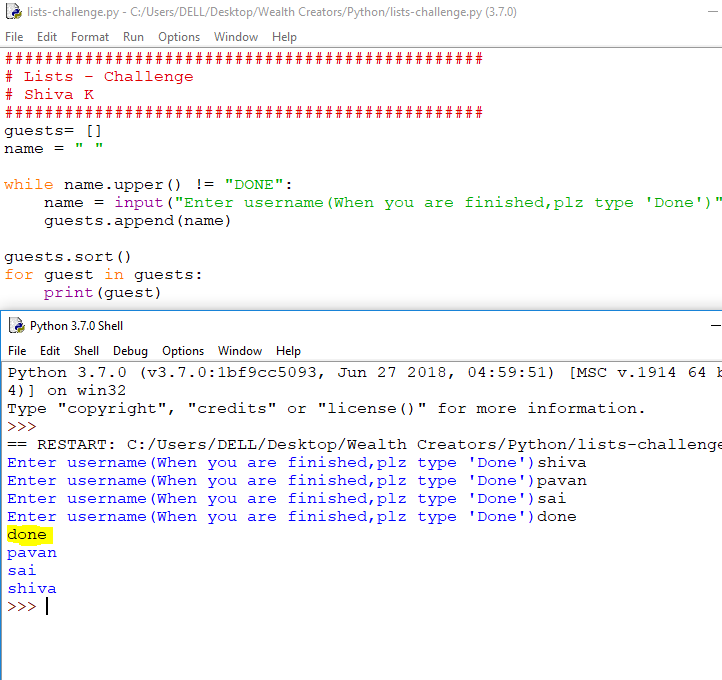 lists-challenge.py - C:/Users/DELL/Desktop/Wealth Creators/Python/lists-challenge.py (3.7.0)
File Edit Format Run Options Window Help
################################################
# Lists - Challenge
# Shiva K
################################################
guests= []
name = " "
while name.upper() != "DONE":
name = input("Enter username(When you are finished,plz type 'Done')"
guests.append(name)
guests.sort()
for guest in guests:
print(guest)
Python 3.7.0 Shell
File Edit Shell Debug Options Window Help
Python 3.7.0 (v3.7.0:1bf9cc5093, Jun 27 2018, 04:59:51) [MSC v.1914 64 b
4)] on win32
Type "copyright", "credits" or "license()" for more information.
>>>
== RESTART: C:/Users/DELL/Desktop/Wealth Creators/Python/lists-challenge
Enter username(When you are finished,plz type 'Done')shiva
Enter username(When you are finished,plz type 'Done')pavan
Enter username(When you are finished,plz type 'Done')sai
Enter username(When you are finished,plz type 'Done')done
done
pavan
sai
shiva
>>>